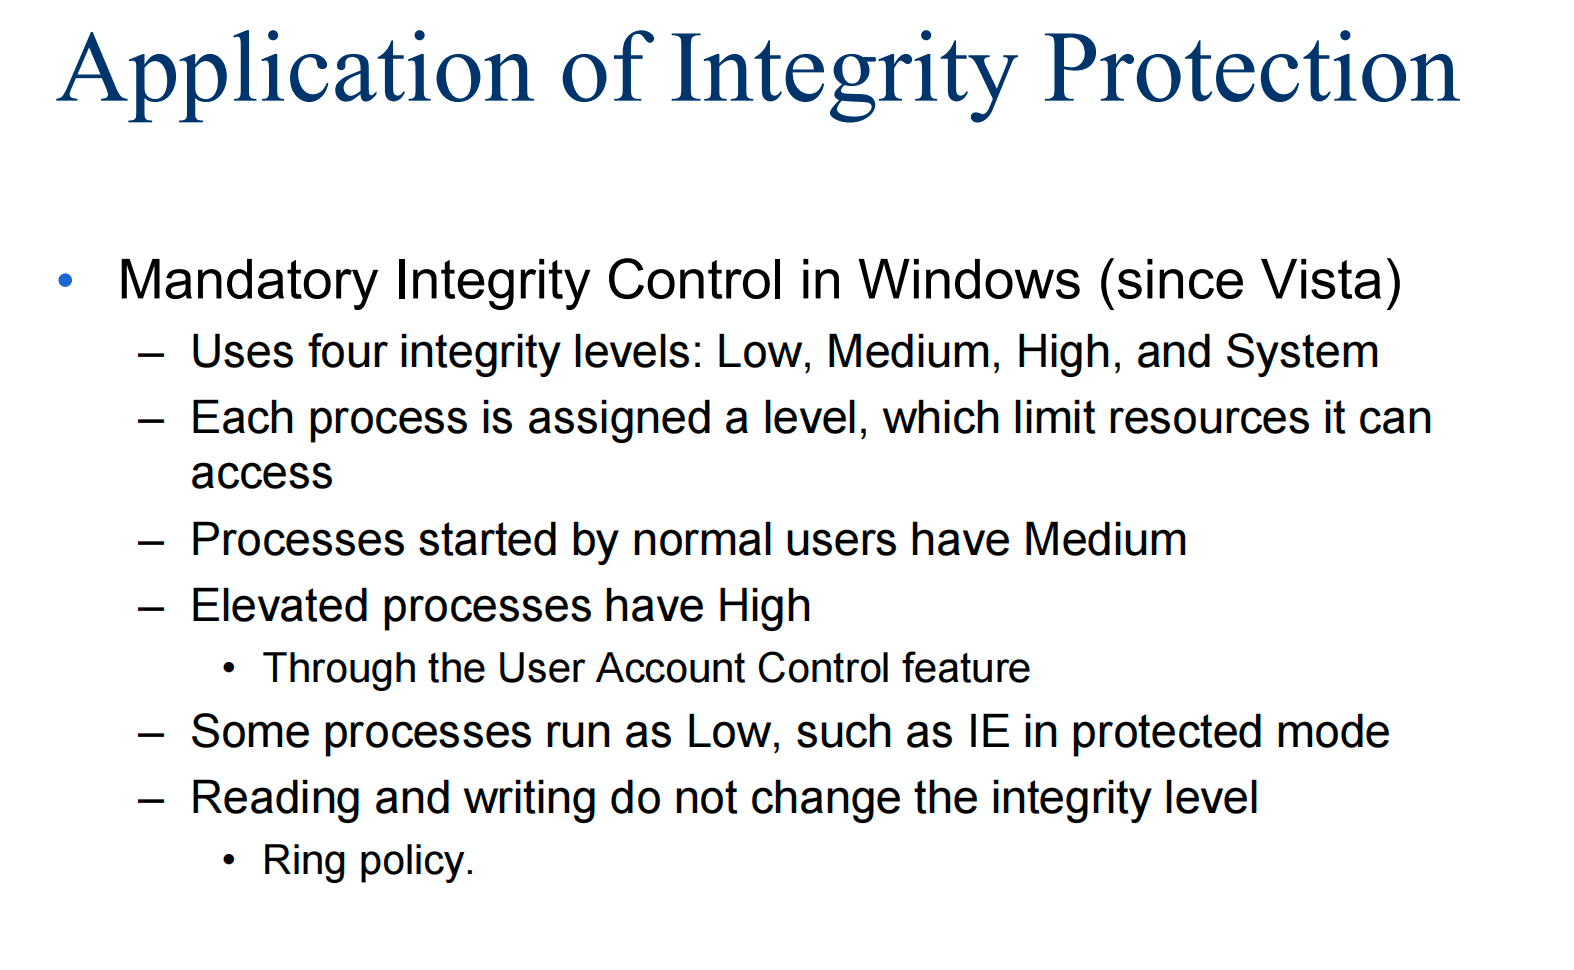 Application of Integrity Protection
• Mandatory Integrity Control in Windows (since Vista)
– Uses four integrity levels: Low, Medium, High, and System
– Each process is assigned a level, which limit resources it can
access
– Processes started by normal users have Medium
– Elevated processes have High
• Through the User Account Control feature
– Some processes run as Low, such as IE in protected mode
– Reading and writing do not change the integrity level
• Ring policy.